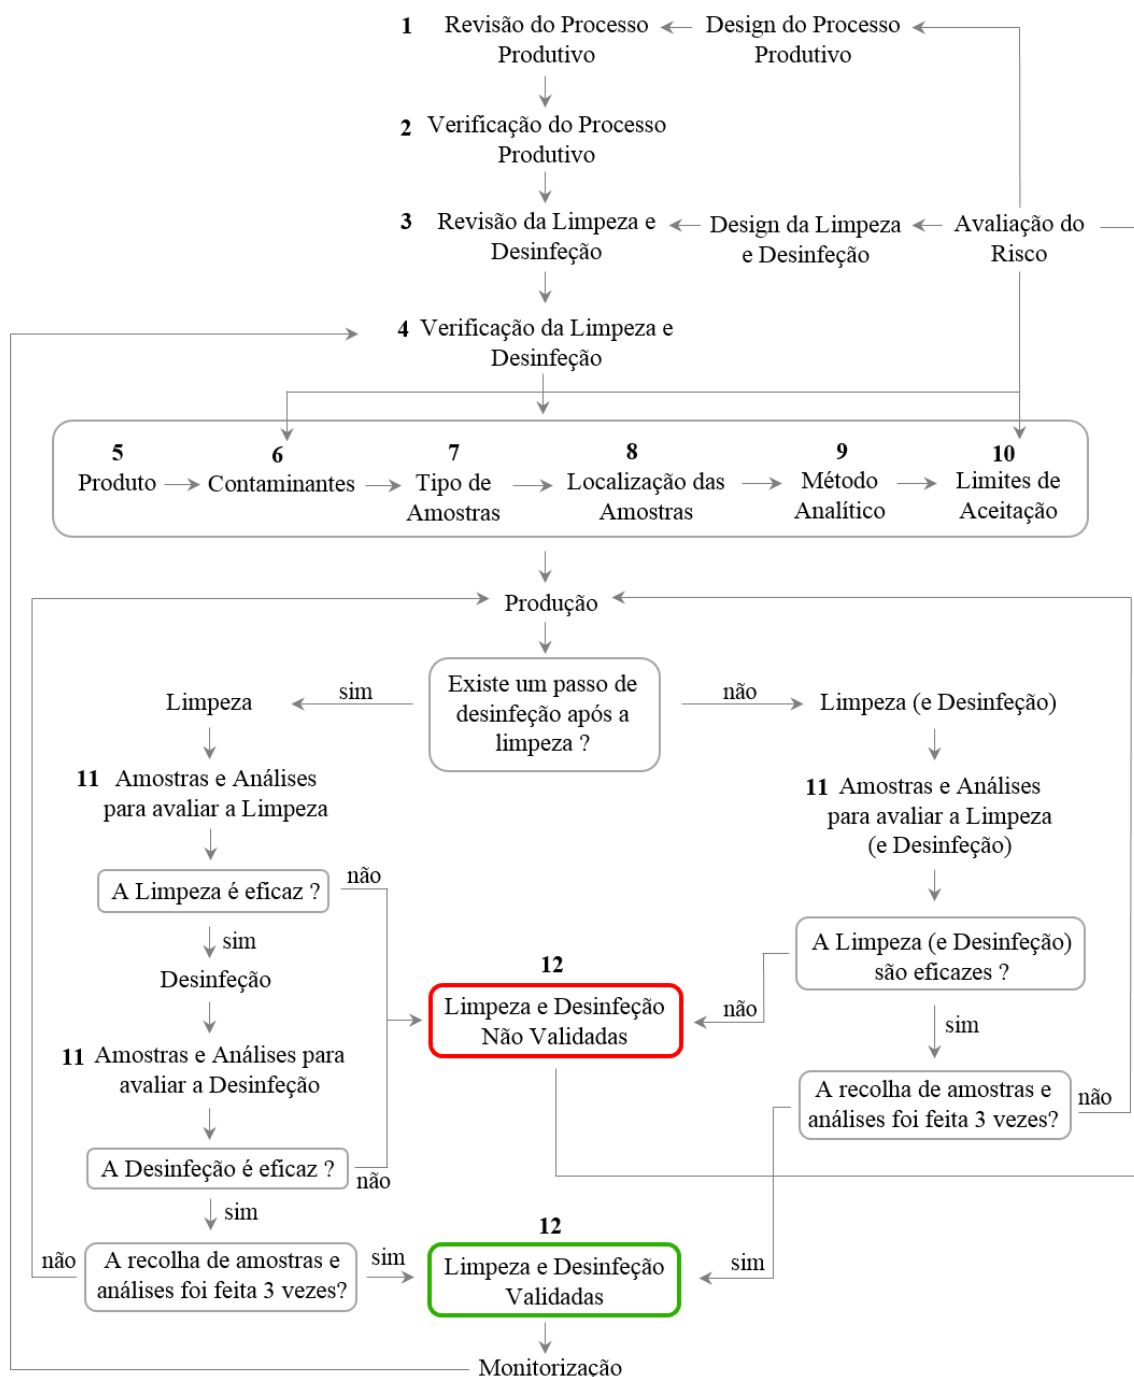 1 Revisão do Processo
Produtivo
Design do Processo
Produtivo
2 Verificação do Processo
Produtivo
3 Revisão da Limpeza e
Desinfeção
Design da Limpeza
e Desinfeção
Avaliação do
Risco
4 Verificação da Limpeza e
Desinfeção
5
Produto
6
Contaminantes
7
Tipo de
Amostras
8
Localização das
Amostras
9
Método
Analítico
10
Limites de
Aceitação
Produção
Existe um passo de
desinfeção após a
limpeza ?
sim
não
Limpeza
Limpeza (e Desinfeção)
11 Amostras e Análises
para avaliar a Limpeza
11 Amostras e Análises
para avaliar a Limpeza
(e Desinfeção)
A Limpeza é eficaz ?
não
sim
A Limpeza (e Desinfeção)
são eficazes ?
não
sim
Desinfeção
12
Limpeza e Desinfeção
Não Validadas
11 Amostras e Análises para
avaliar a Desinfeção
A recolha de amostras e
análises foi feita 3 vezes?
não
sim
A Desinfeção é eficaz ?
não
sim
A recolha de amostras e
análises foi feita 3 vezes?
não
sim
12
Limpeza e Desinfeção
Validadas
Monitorização